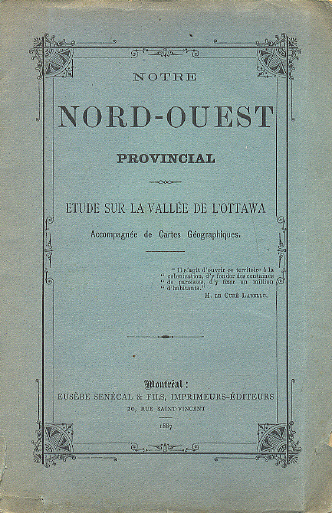 NOTRE
NORD-OUEST
PROVINCIAL
ETUDE SUR LA VALLÉE DE L'OTTAWA
Accompagnée de Cartes Géographiques.
" Il s'agit d'ouvrir ce territoire à la
" colonisation, d'y fonder des centaines
" de paroisses, d'y fixer un million
" d'habitants."
M. LE CURÉ LABELLE.
Montréal :
EUSÈBE SENÉCAL & FILS, IMPRIMEURS-ÉDITEURS
20, RUE SAINT-VINCENT
1887